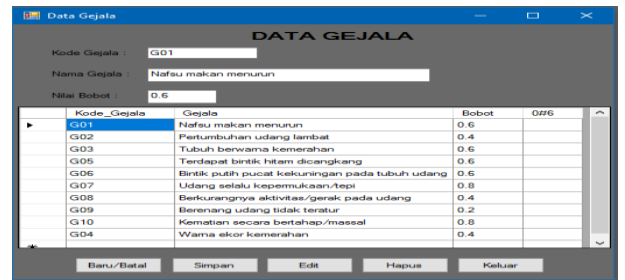 Data Gejala
DATA GEJALA
Kode Gejala : G01
Nama Gejala : Nafsu makan menurun
Nilai Bobot : 0.6
Kode_Gejala Gejala Bobot 0##6
G01 Nafsu makan menurun 0.6
G02 Pertumbuhan udang lambat 0.4
G03 Tubuh berwarna kemerahan 0.6
G05 Terdapat bintik hitam dicangkang 0.6
G06 Bintik putih pucat kekuningan pada tubuh udang 0.6
G07 Udang selalu kepermukaan/tepi 0.8
G08 Berkurangnya aktivitas/gerak pada udang 0.4
G09 Berenang udang tidak teratur 0.2
G10 Kematian secara bertahap/massal 0.8
G04 Warna ekor kemerahan 0.4
Baru/Batal Simpan Edit Hapus Keluar